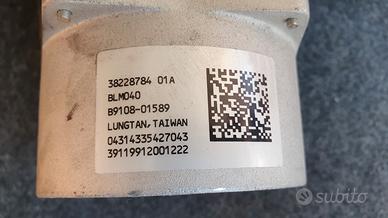 38228784 01A
BLM040
B9108-01589
LUNGTAN,TAIWAN
04314335427043
39119912001222
subito